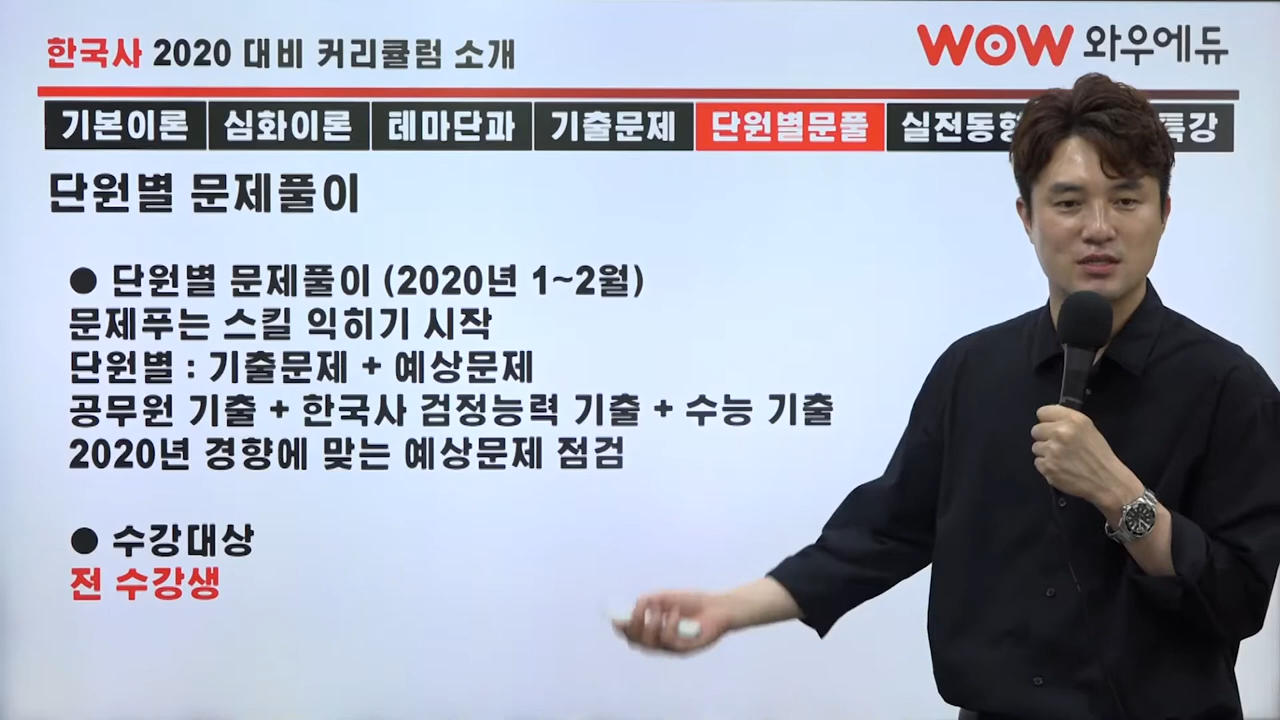 한국사 2020 대비 커리큘럼 소개
WOW 와우에듀
기본이론 심화이론 테마단과 기출문제 단원별문풀 특강
단원별 문제풀이
● 단원별 문제풀이 (2020년 1~2월)
문제푸는 스킬 익히기 시작
단원별 : 기출문제 + 예상문제
공무원 기출 + 한국사 검정능력 기출 + 수능 기출
2020년 경향에 맞는 예상문제 점검
● 수강대상
전 수강생